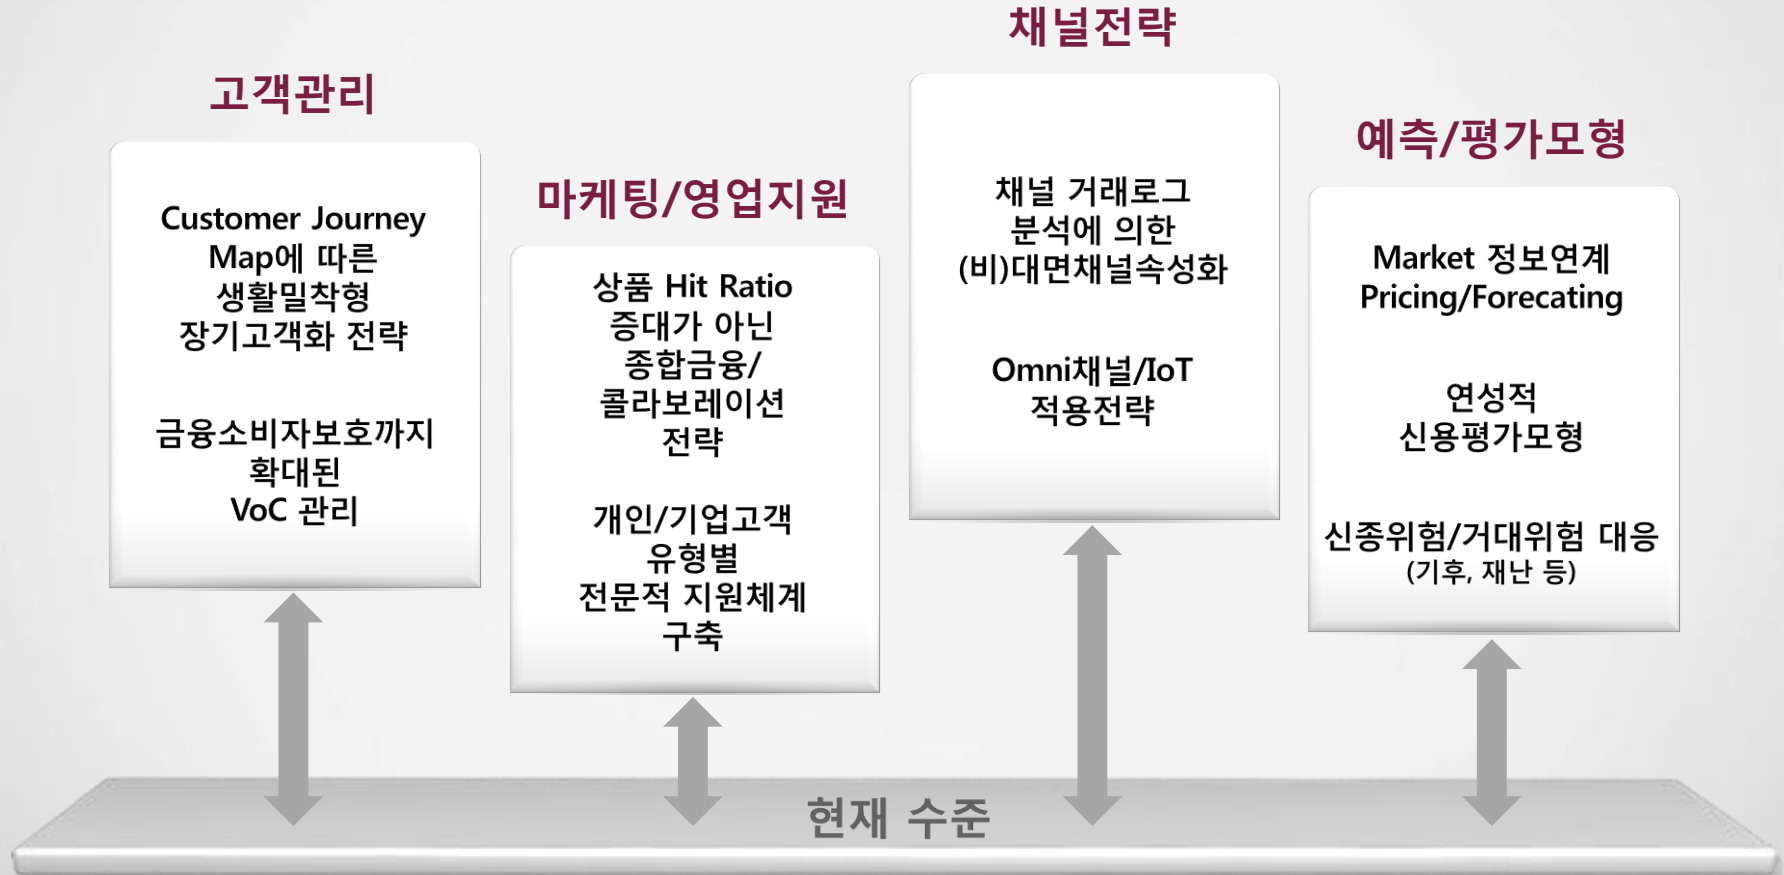 고객관리
Customer Journey
Map에 따른
생활밀착형
장기고객화 전략
금융소비자보호까지
확대된
VoC 관리
마케팅/영업지원
상품 Hit Ratio
증대가 아닌
종합금융/
콜라보레이션
전략
개인/기업고객
유형별
전문적 지원체계
구축
채널전략
채널 거래로그
분석에 의한
(비)대면채널속성화
Omni채널/IoT
적용전략
예측/평가모형
Market 정보연계
Pricing/Forecating
연성적
신용평가모형
신종위험/거대위험 대응
(기후, 재난 등)
현재 수준